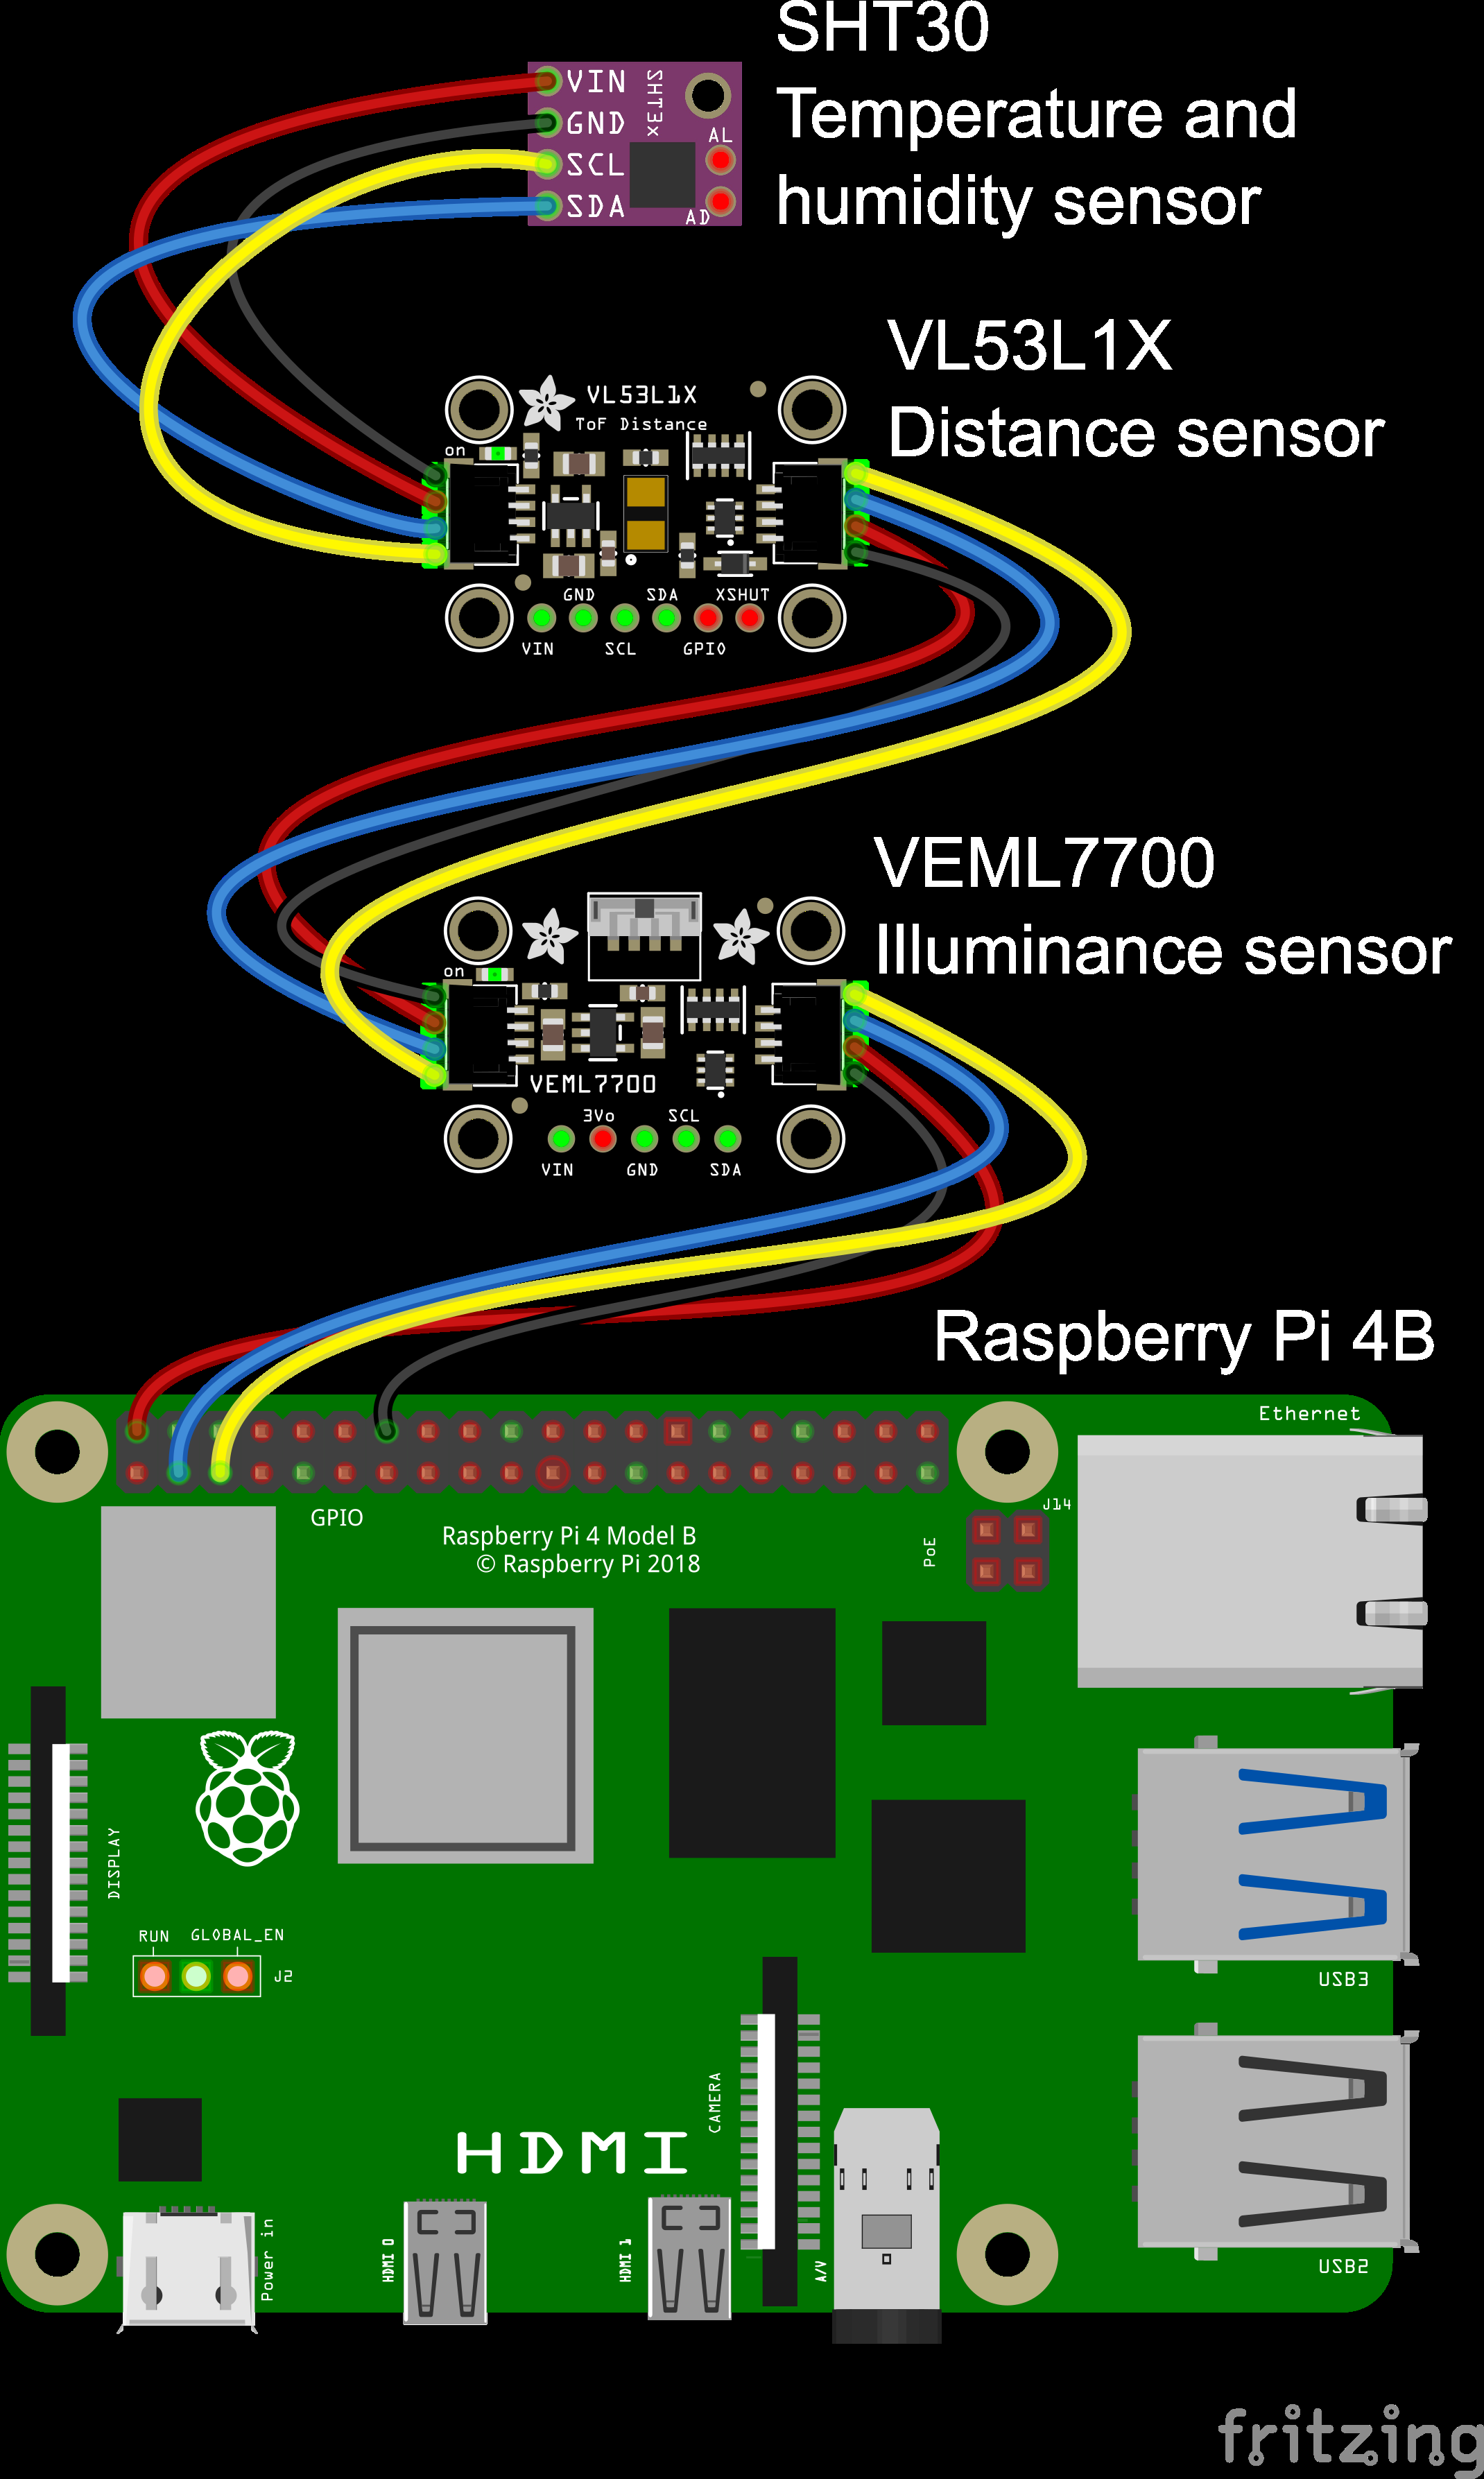 SHT30
Temperature and
humidity sensor
VIN
GND
SCL
SDA
SHT3X
AL
AD
VL53L1X
Distance sensor
VL53L1X
ToF Distance
on
GND SDA XSHUT
VIN SCL GPIO
VEML7700
Illuminance sensor
on
VEML7700
3Vo SCL
VIN GND SDA
Raspberry Pi 4B
Ethernet
J14
GPIO
Raspberry Pi 4 Model B
© Raspberry Pi 2018
PoE
DISPLAY
RUN GLOBAL_EN
J2
USB3
CAMERA
HDMI
Power in
HDMI 0
HDMI 1
A/V
USB2
fritzing